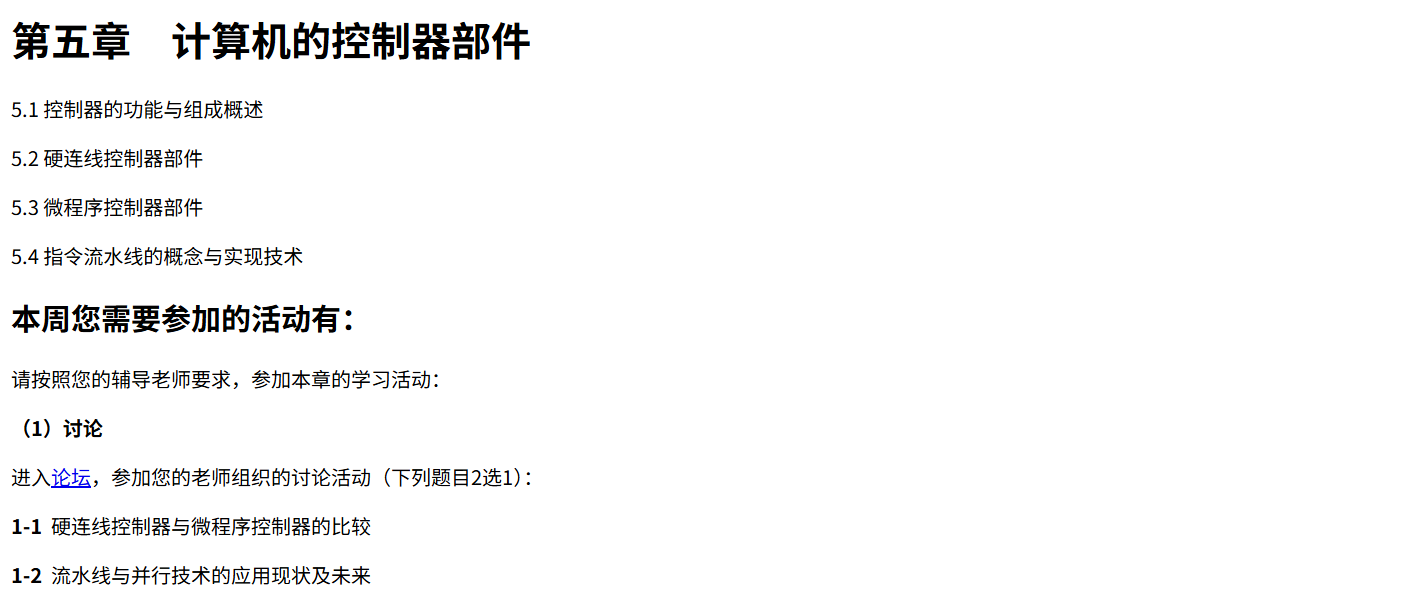 第五章　计算机的控制器部件
5.1 控制器的功能与组成概述
5.2 硬连线控制器部件
5.3 微程序控制器部件
5.4 指令流水线的概念与实现技术
本周您需要参加的活动有：
请按照您的辅导老师要求，参加本章的学习活动：
（1）讨论
进入论坛，参加您的老师组织的讨论活动（下列题目2选1）：
1-1 硬连线控制器与微程序控制器的比较
1-2 流水线与并行技术的应用现状及未来